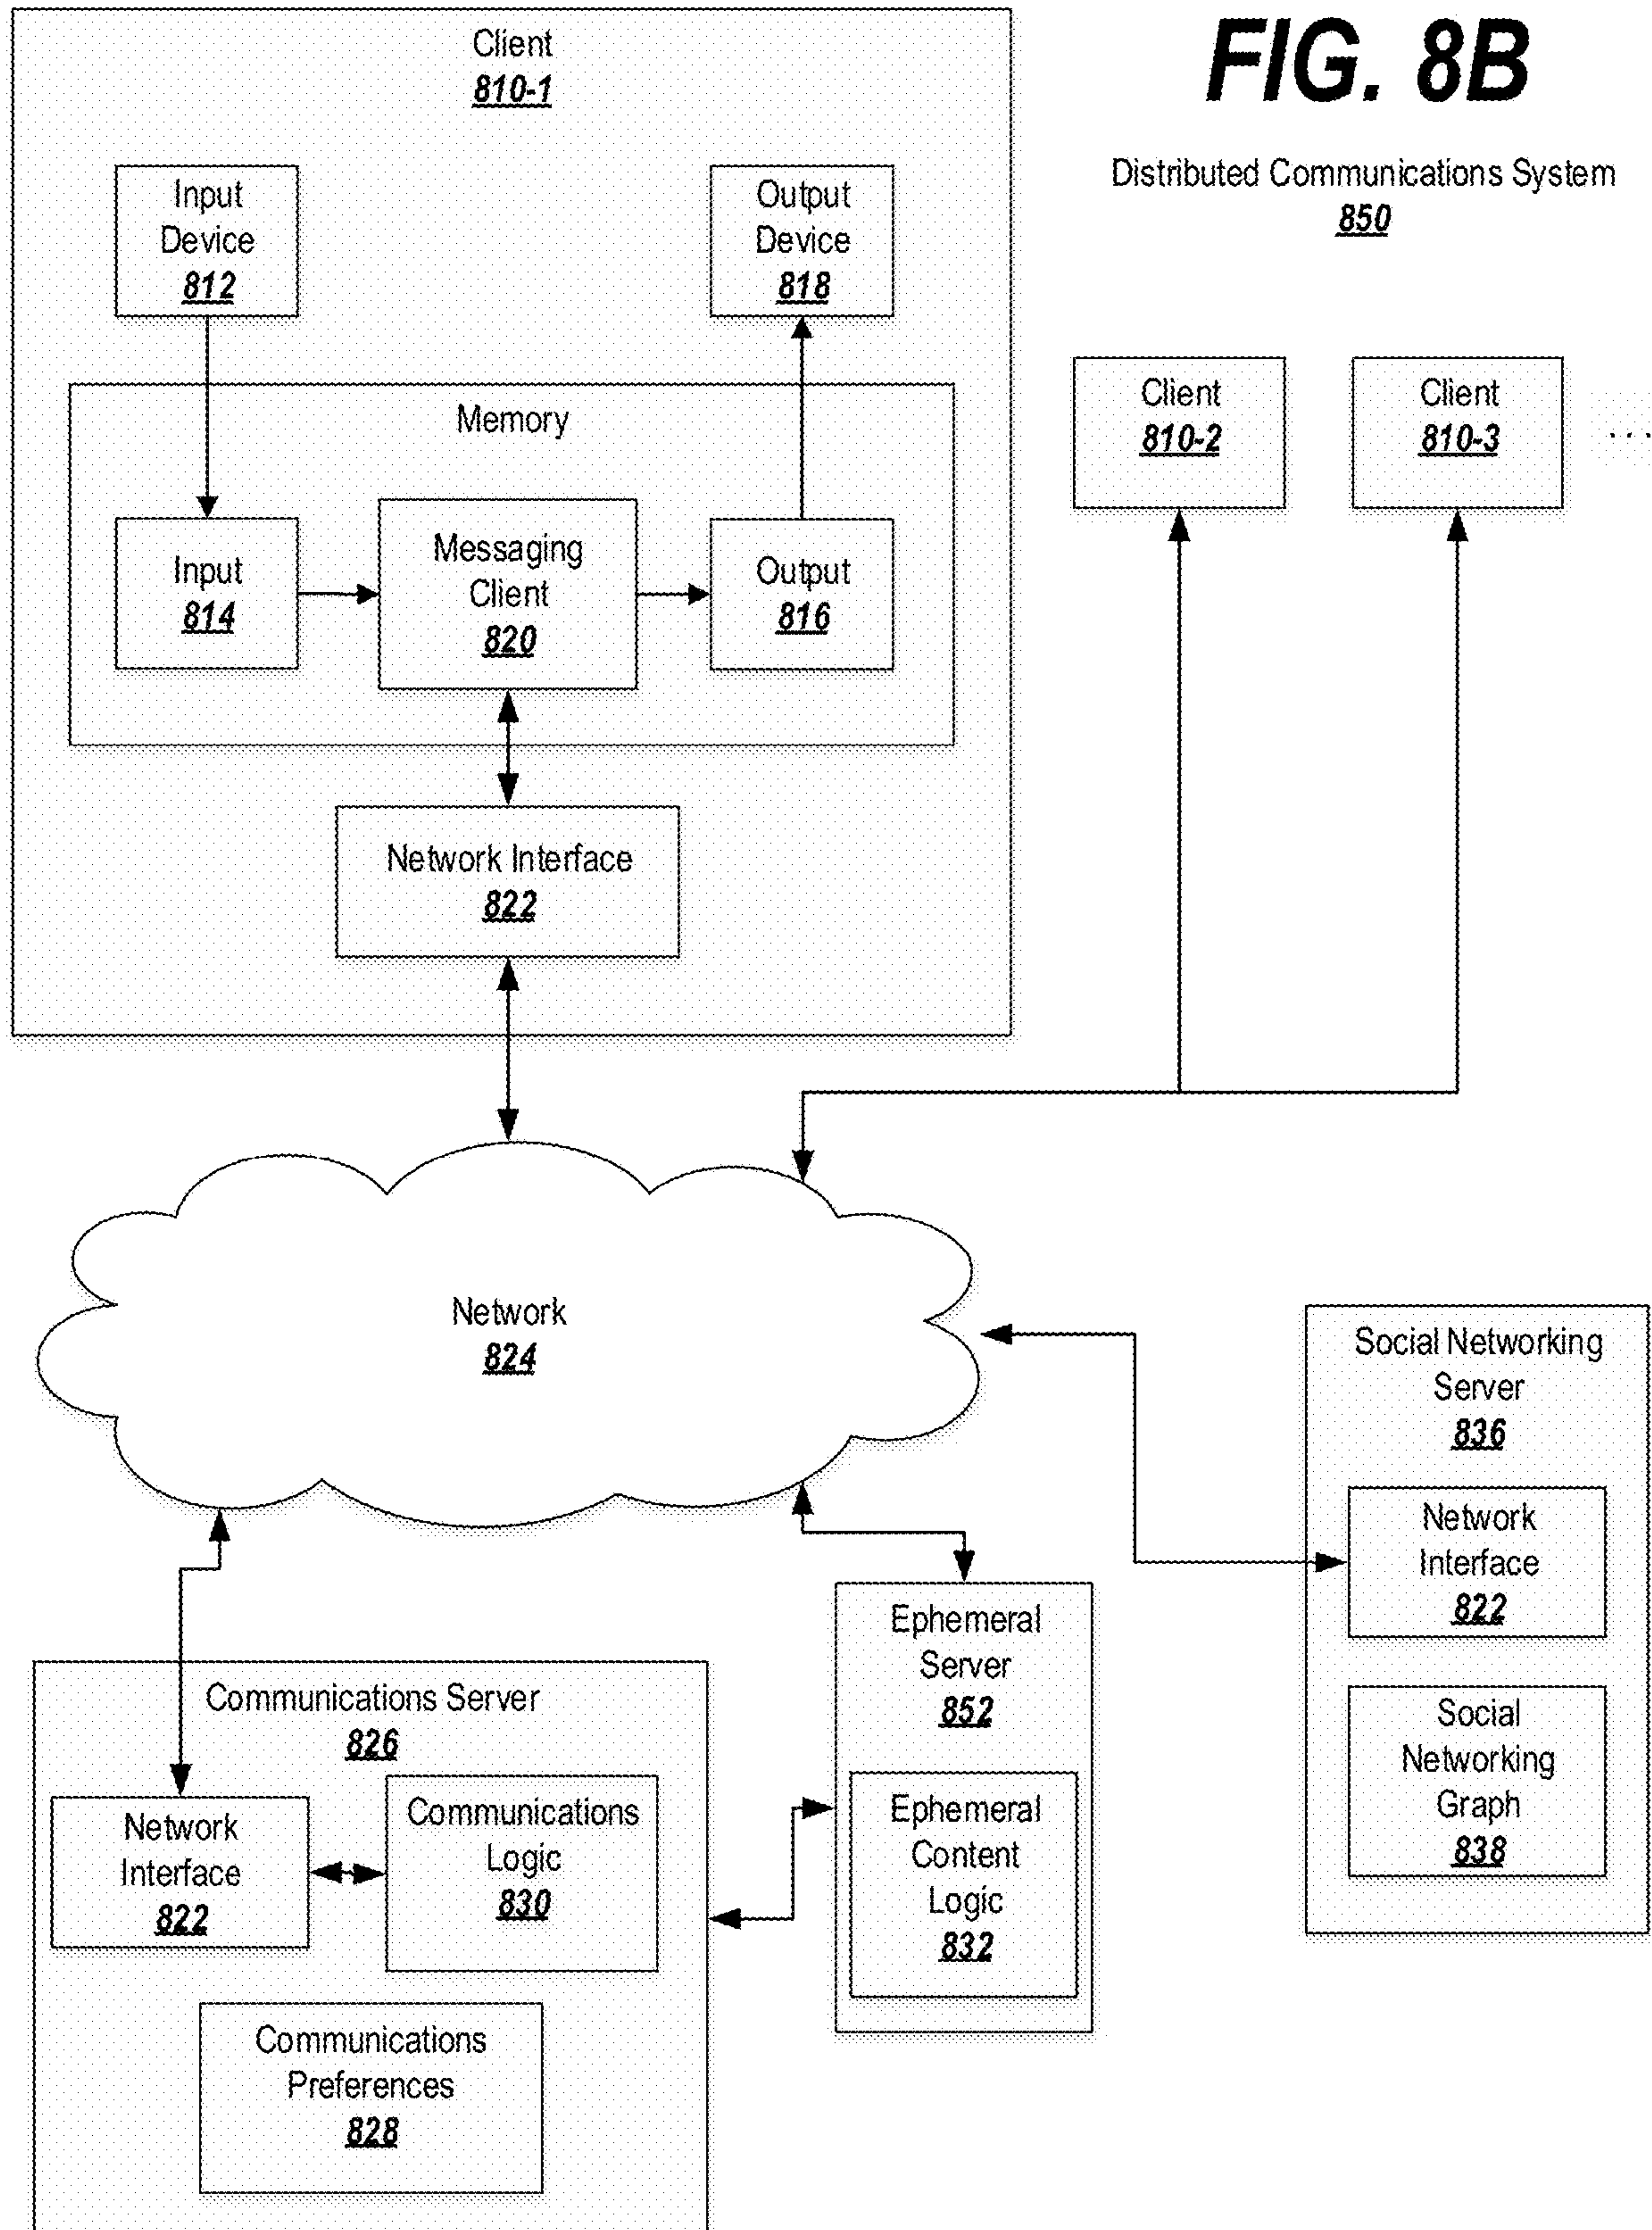 FIG. 8B
Distributed Communications System
850
Client
810-1
Input
Device
812
Output
Device
818
Memory
Input
814
Messaging
Client
820
Output
816
Network Interface
822
Client
810-2
Client
810-3
...
Network
824
Social Networking
Server
836
Network
Interface
822
Social
Networking
Graph
838
Ephemeral
Server
852
Ephemeral
Content
Logic
832
Communications Server
826
Network
Interface
822
Communications
Logic
830
Communications
Preferences
828